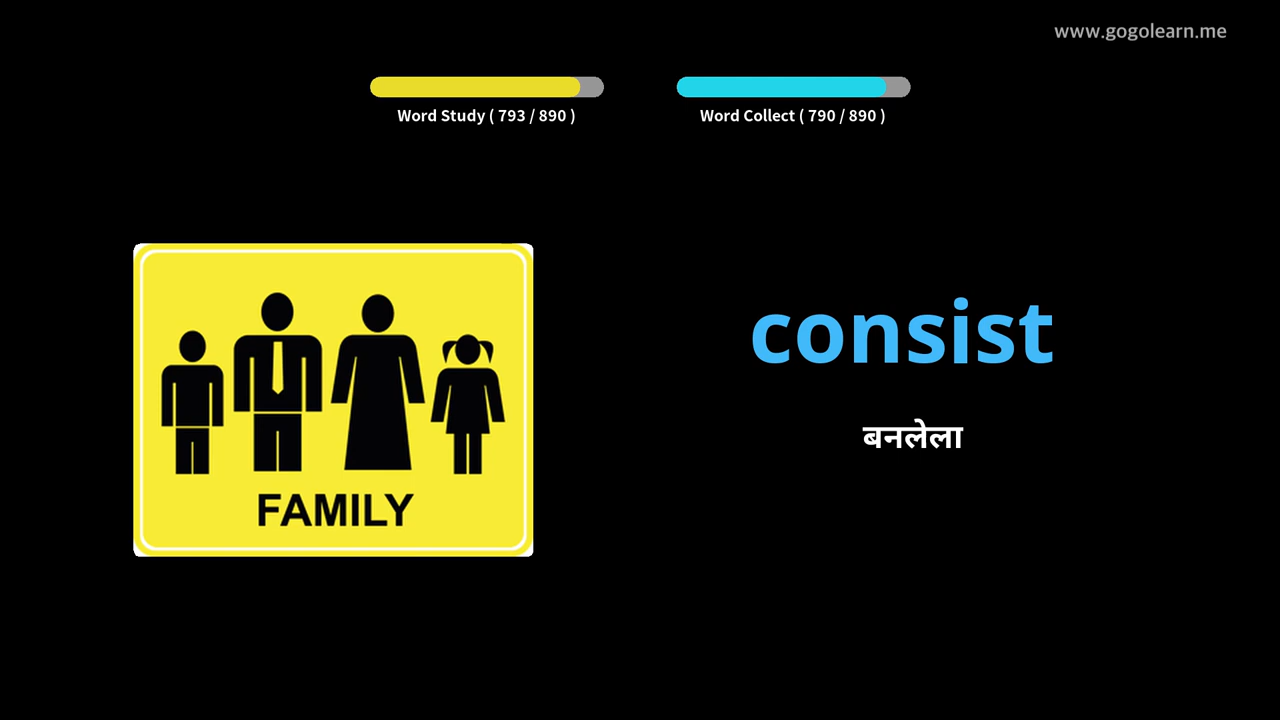 www.gogolearn.me
Word Study ( 793 / 890 )
Word Collect ( 790 / 890 )
consist
बनलेला
FAMILY